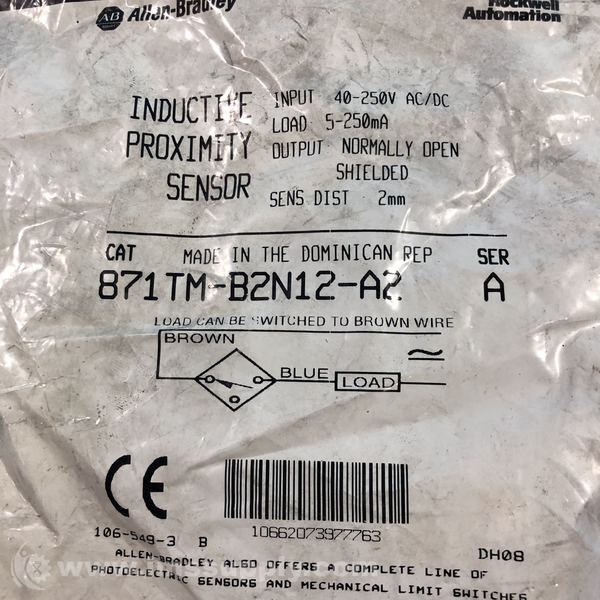 AB Allen-Bradley
Rockwell
Automation
INDUCTIVE
PROXIMITY
SENSOR
INPUT 40-250V AC/DC
LOAD 5-250mA
OUTPUT NORMALLY OPEN
SHIELDED
SENS DIST 2mm
CAT MADE IN THE DOMINICAN REP SER
871TM-B2N12-A2 A
LOAD CAN BE SWITCHED TO BROWN WIRE
BROWN
BLUE LOAD
CE
10662073977763
106-549-3 B
DH08
ALLEN-BRADLEY ALSO OFFERS A COMPLETE LINE OF
PHOTOELECTRIC SENSORS AND MECHANICAL LIMIT SWITCHES